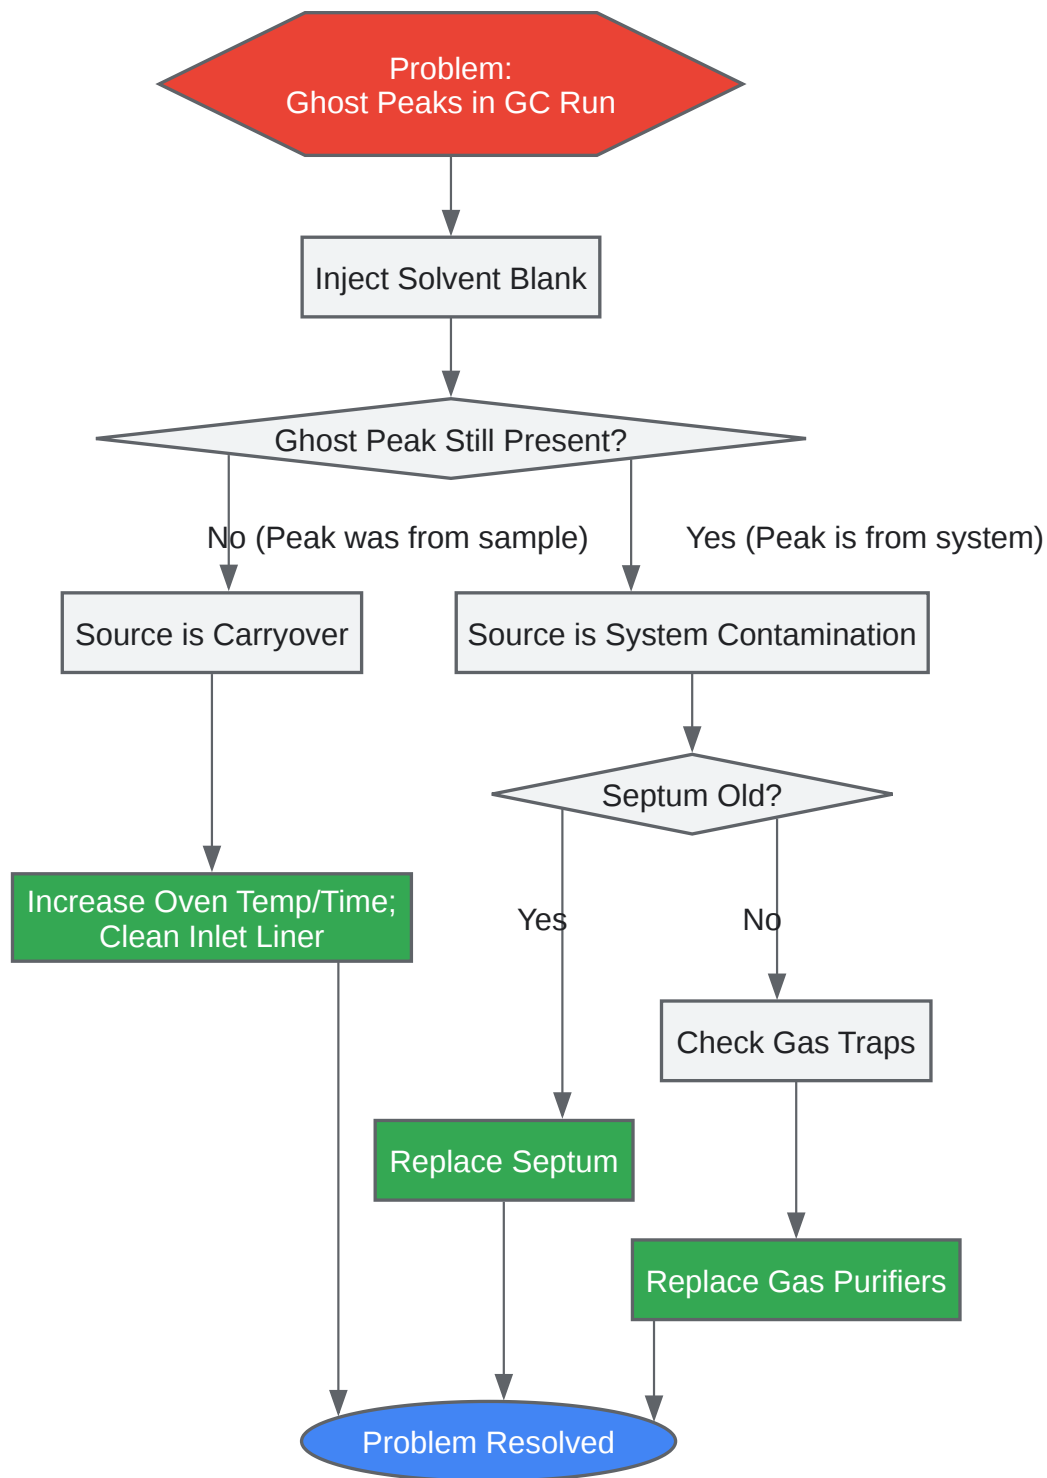 Problem:
Ghost Peaks in GC Run
Inject Solvent Blank
Ghost Peak Still Present?
No (Peak was from sample)
Yes (Peak is from system)
Source is Carryover
Source is System Contamination
Septum Old?
Increase Oven Temp/Time;
Clean Inlet Liner
Yes
No
Check Gas Traps
Replace Septum
Replace Gas Purifiers
Problem Resolved